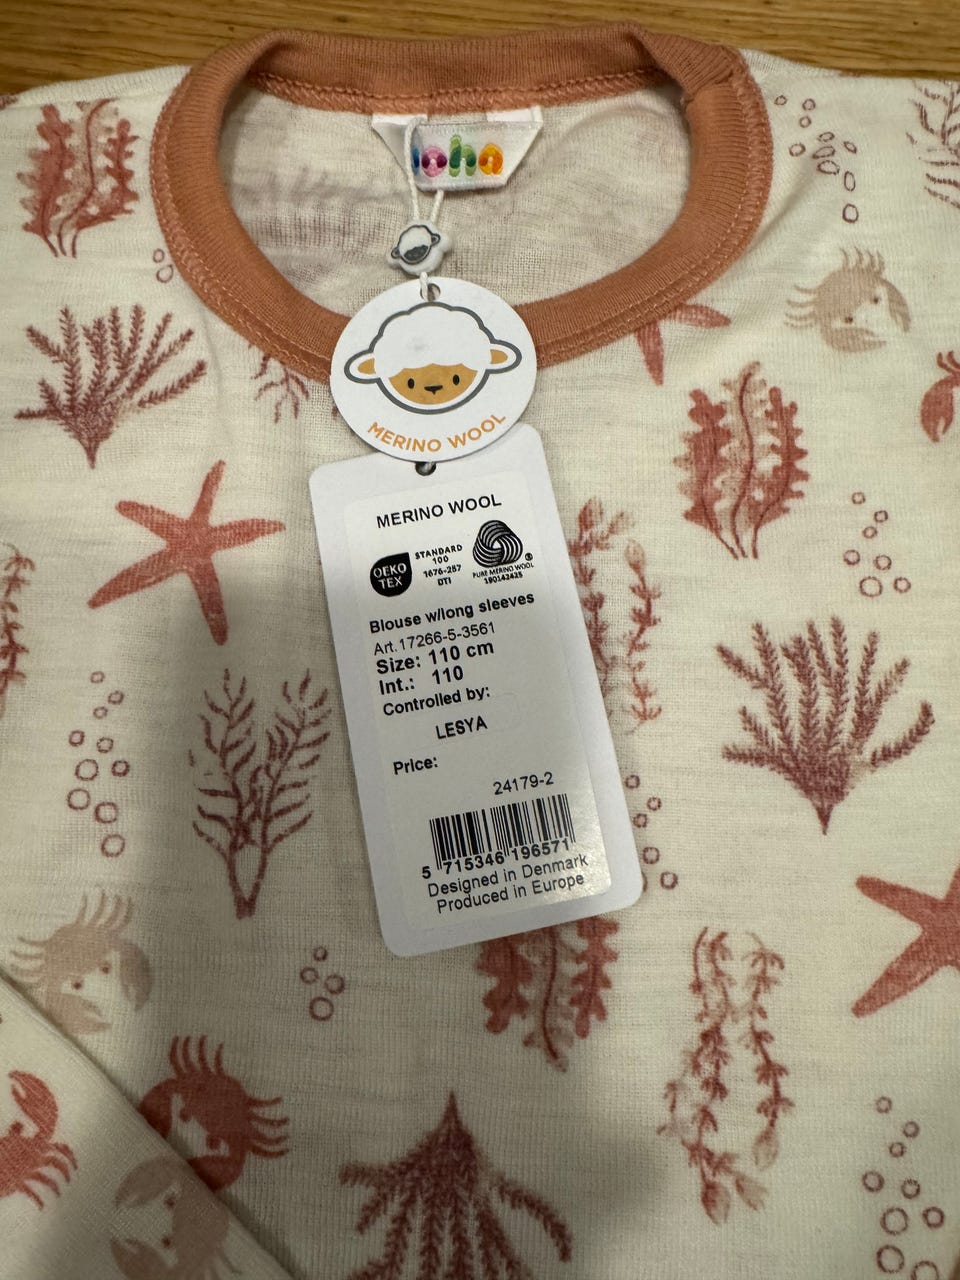 joha
MERINO WOOL
MERINO WOOL
OEKO
TEX
STANDARD
100
1676-287
DTI
PURE MERINO WOOL
190142425
®
Blouse w/long sleeves
Art.17266-5-3561
Size: 110 cm
Int.: 110
Controlled by:
LESYA
Price:
24179-2
5 715346 196571
Designed in Denmark
Produced in Europe